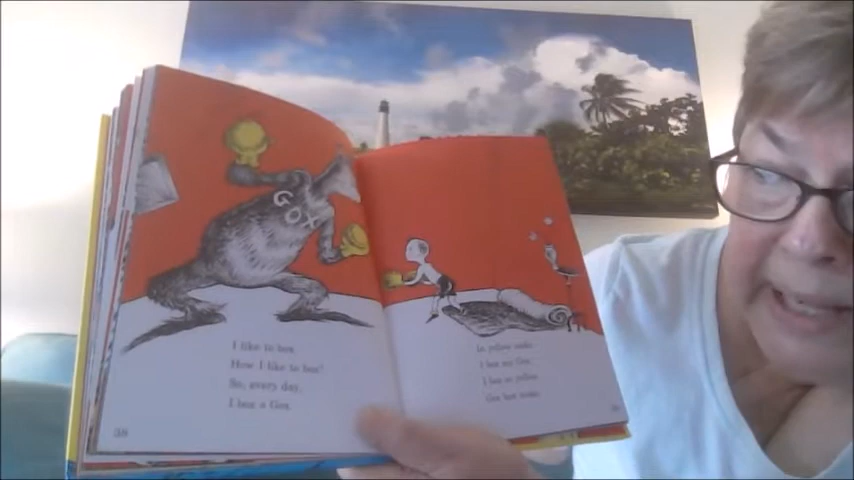 GOX
I like to box.
How I like to box!
So, every day,
I box a Gox.
38
In yellow socks
I box my Gox.
I box in yellow
Gox box socks.